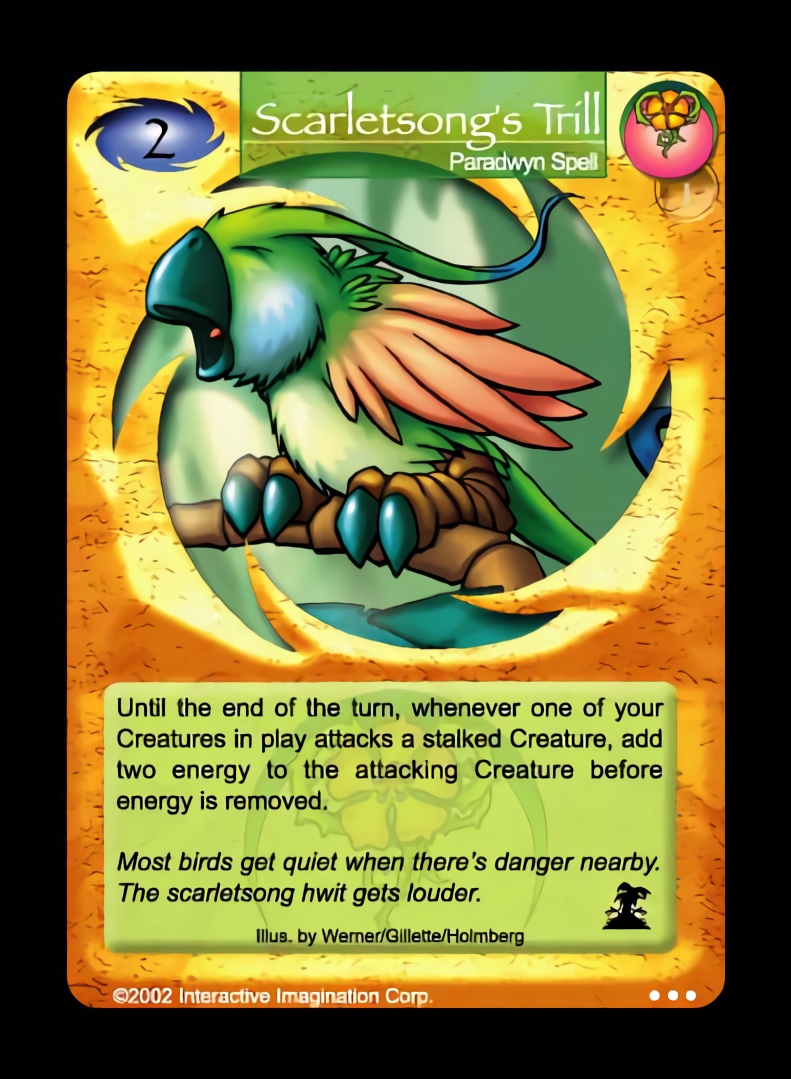 2
Scarletsong's Trill
Paradwyn Spell
Until the end of the turn, whenever one of your
Creatures in play attacks a stalked Creature, add
two energy to the attacking Creature before
energy is removed.
Most birds get quiet when there's danger nearby.
The scarletsong hwit gets louder.
Illus. by Werner/Gillette/Holmberg
©2002 Interactive Imagination Corp.